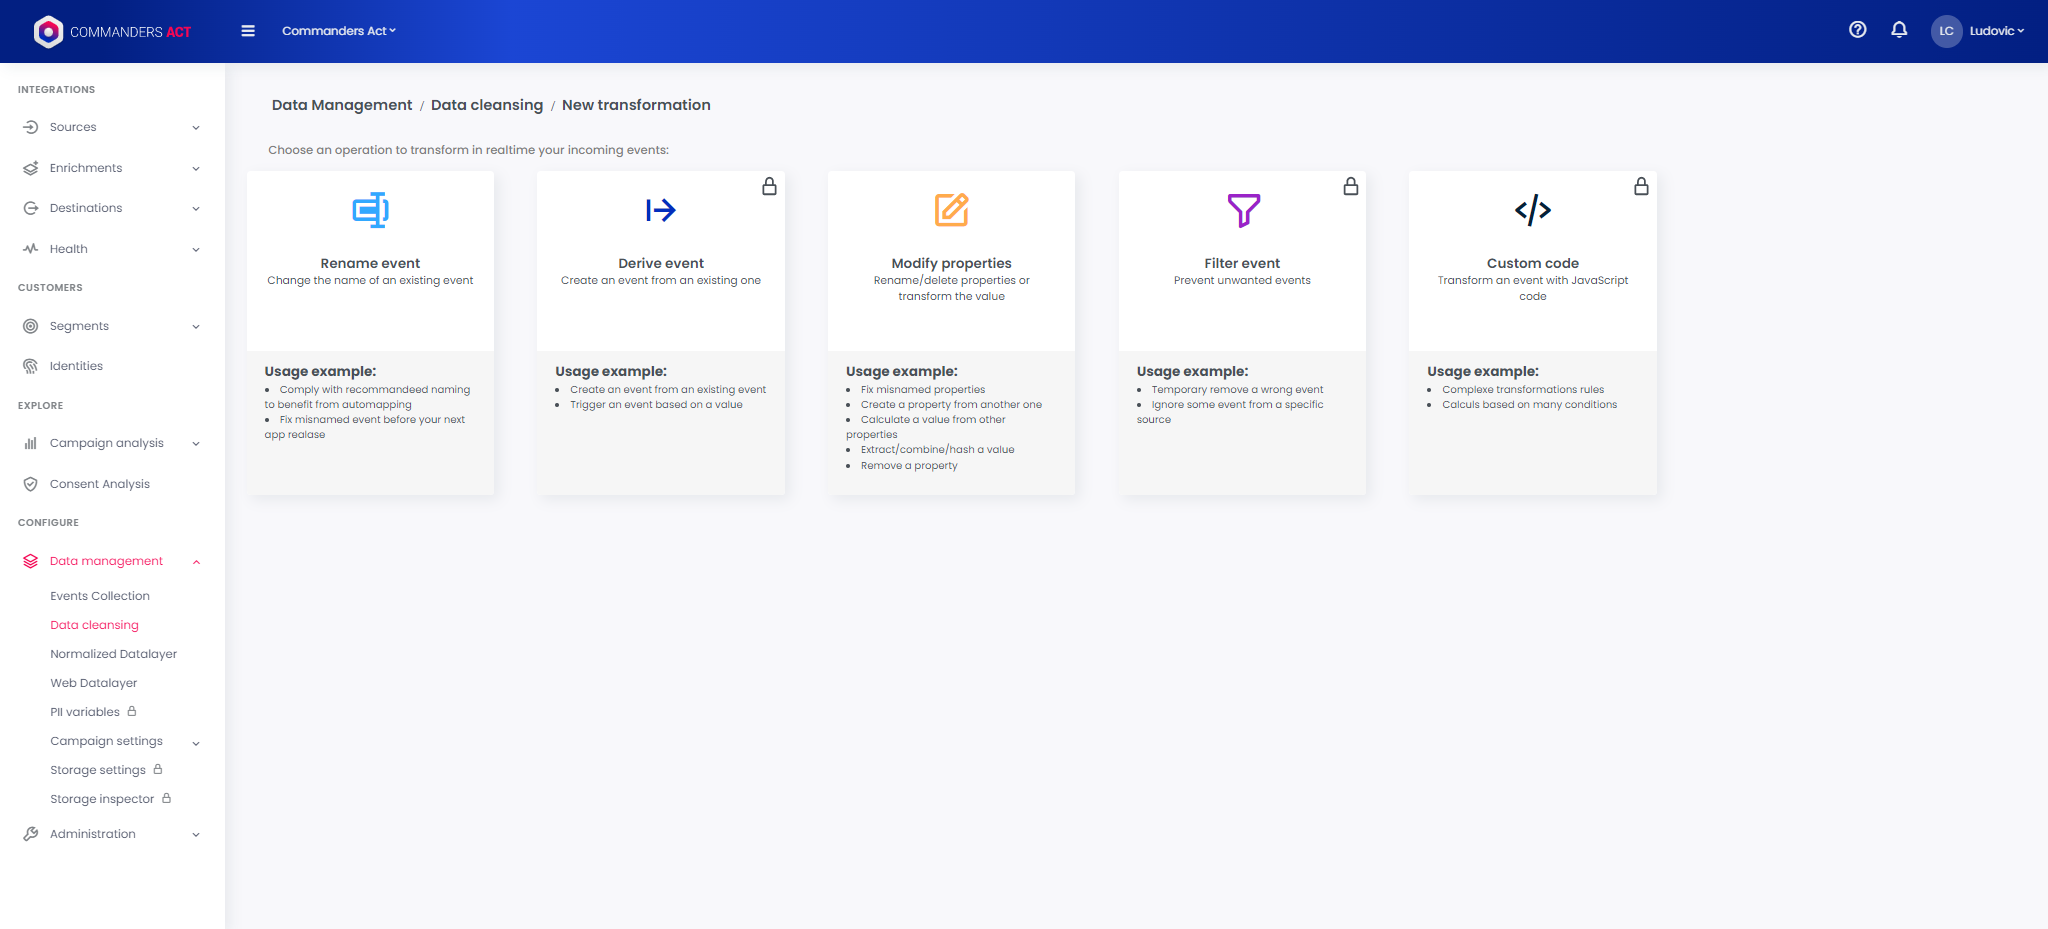 COMMANDERS ACT
Commanders Act
LC
Ludovic
INTEGRATIONS
Sources
Enrichments
Destinations
Health
CUSTOMERS
Segments
Identities
EXPLORE
Campaign analysis
Consent Analysis
CONFIGURE
Data management
Events Collection
Data cleansing
Normalized Datalayer
Web Datalayer
PII variables
Campaign settings
Storage settings
Storage inspector
Administration
Data Management / Data cleansing / New transformation
Choose an operation to transform in realtime your incoming events:
Rename event
Change the name of an existing event
Usage example:
• Comply with recommandeed naming
to benefit from automapping
• Fix misnamed event before your next
app realase
Derive event
Create an event from an existing one
Usage example:
• Create an event from an existing event
• Trigger an event based on a value
Modify properties
Rename/delete properties or
transform the value
Usage example:
• Fix misnamed properties
• Create a property from another one
• Calculate a value from other
properties
• Extract/combine/hash a value
• Remove a property
Filter event
Prevent unwanted events
Usage example:
• Temporary remove a wrong event
• Ignore some event from a specific
source
</> 
Custom code
Transform an event with JavaScript
code
Usage example:
• Complexe transformations rules
• Calculs based on many conditions